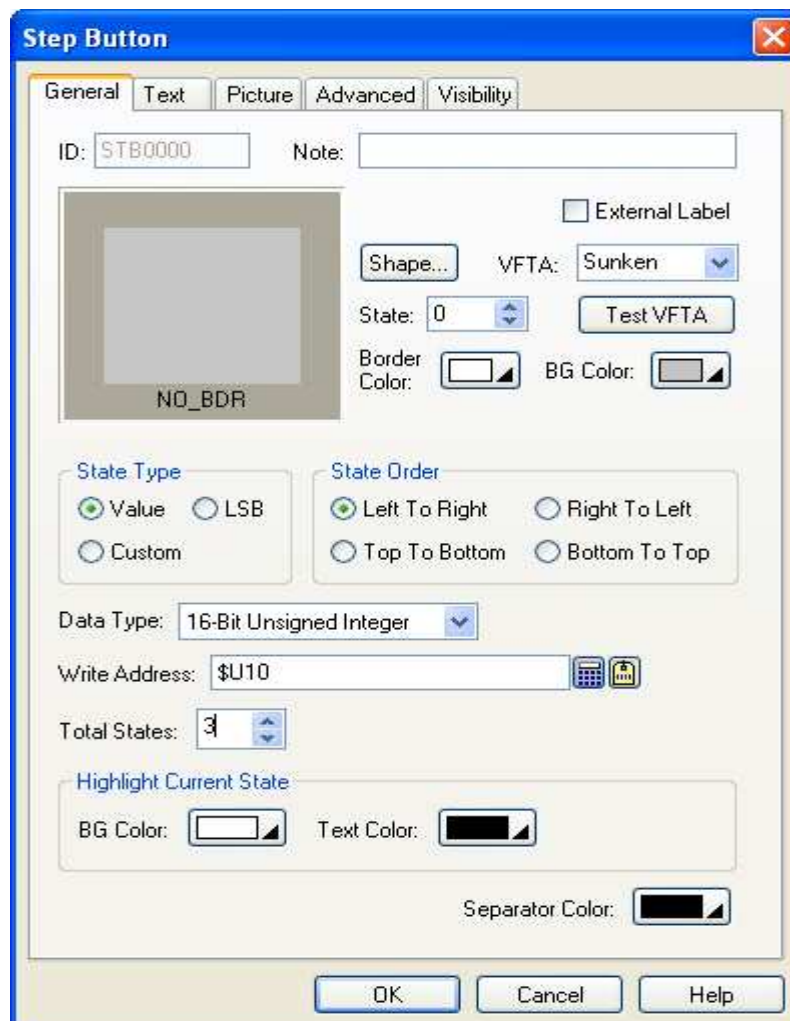 Step Button
General Text Picture Advanced Visibility
ID: STB0000 Note:
External Label
Shape... VFTA: Sunken
State: 0 Test VFTA
Border Color: BG Color:
NO_BDR
State Type State Order
Value LSB Left To Right Right To Left
Custom Top To Bottom Bottom To Top
Data Type: 16-Bit Unsigned Integer
Write Address: $U10
Total States: 3
Highlight Current State
BG Color: Text Color:
Separator Color:
OK Cancel Help